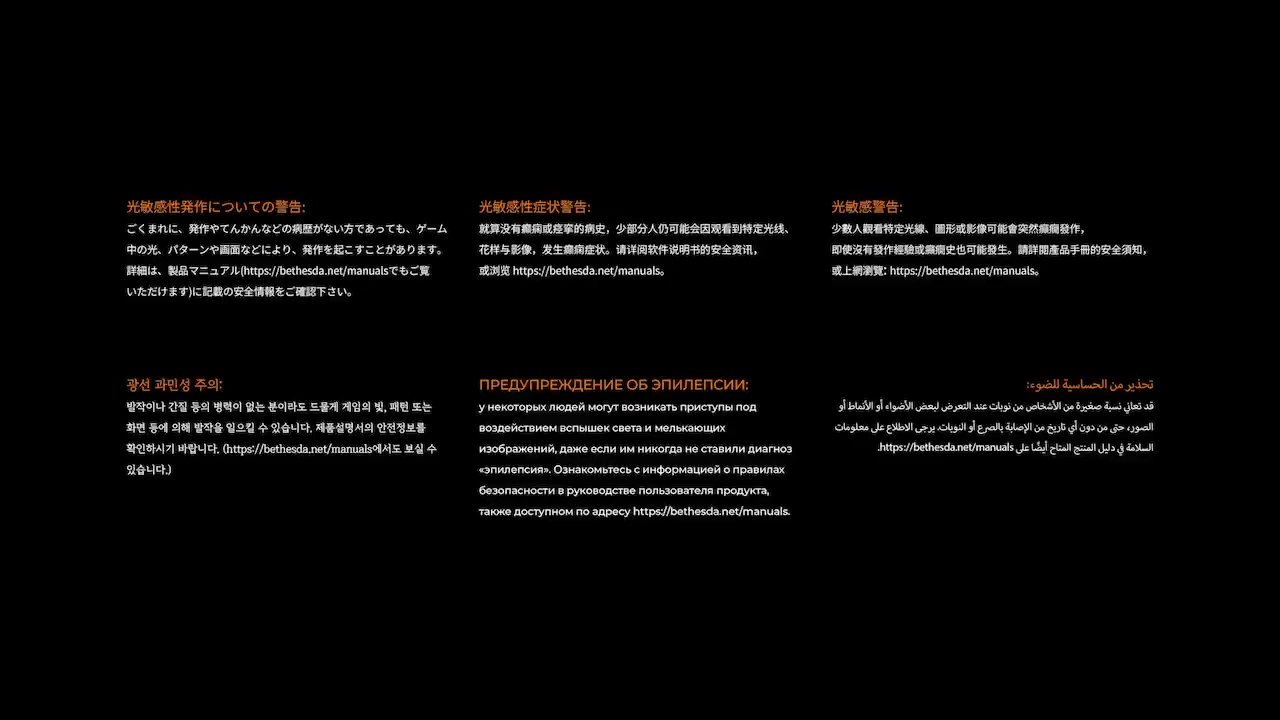 光敏感性発作についての警告:
ごくまれに、発作やてんかんなどの病歴がない方であっても、ゲーム
中の光、パターンや画面などにより、発作を起こすことがあります。
詳細は、製品マニュアル(https://bethesda.net/manualsでもご覧
いただけます)に記載の安全情報をご確認下さい。
光敏感性症状警告:
就算没有癫痫或痉挛的病史，少部分人仍可能会因观看到特定光线、
花样与影像，发生癫痫症状。请详阅软件说明书的安全资讯，
或浏览 https://bethesda.net/manuals。
光敏感警告:
少數人觀看特定光線、圖形或影像可能會突然癲癇發作，
即使沒有發作經驗或癲癇史也可能發生。請詳閱產品手冊的安全須知，
或上網瀏覽: https://bethesda.net/manuals。
광선 과민성 주의:
발작이나 간질 등의 병력이 없는 분이라도 드물게 게임의 빛, 패턴 또는
화면 등에 의해 발작을 일으킬 수 있습니다. 제품설명서의 안전정보를
확인하시기 바랍니다. (https://bethesda.net/manuals에서도 보실 수
있습니다.)
ПРЕДУПРЕЖДЕНИЕ ОБ ЭПИЛЕПСИИ:
у некоторых людей могут возникать приступы под
воздействием вспышек света и мелькающих
изображений, даже если им никогда не ставили диагноз
«эпилепсия». Ознакомьтесь с информацией о правилах
безопасности в руководстве пользователя продукта,
также доступном по адресу https://bethesda.net/manuals.
تحذير من الحساسية للضوء:
قد تعاني نسبة صغيرة من الأشخاص من نوبات عند التعرض لبعض الأضواء أو الأنماط أو
الصور، حتى من دون أي تاريخ من الإصابة بالصرع أو النوبات. يرجى الاطلاع على معلومات
السلامة في دليل المنتج المتاح أيضًا على https://bethesda.net/manuals.